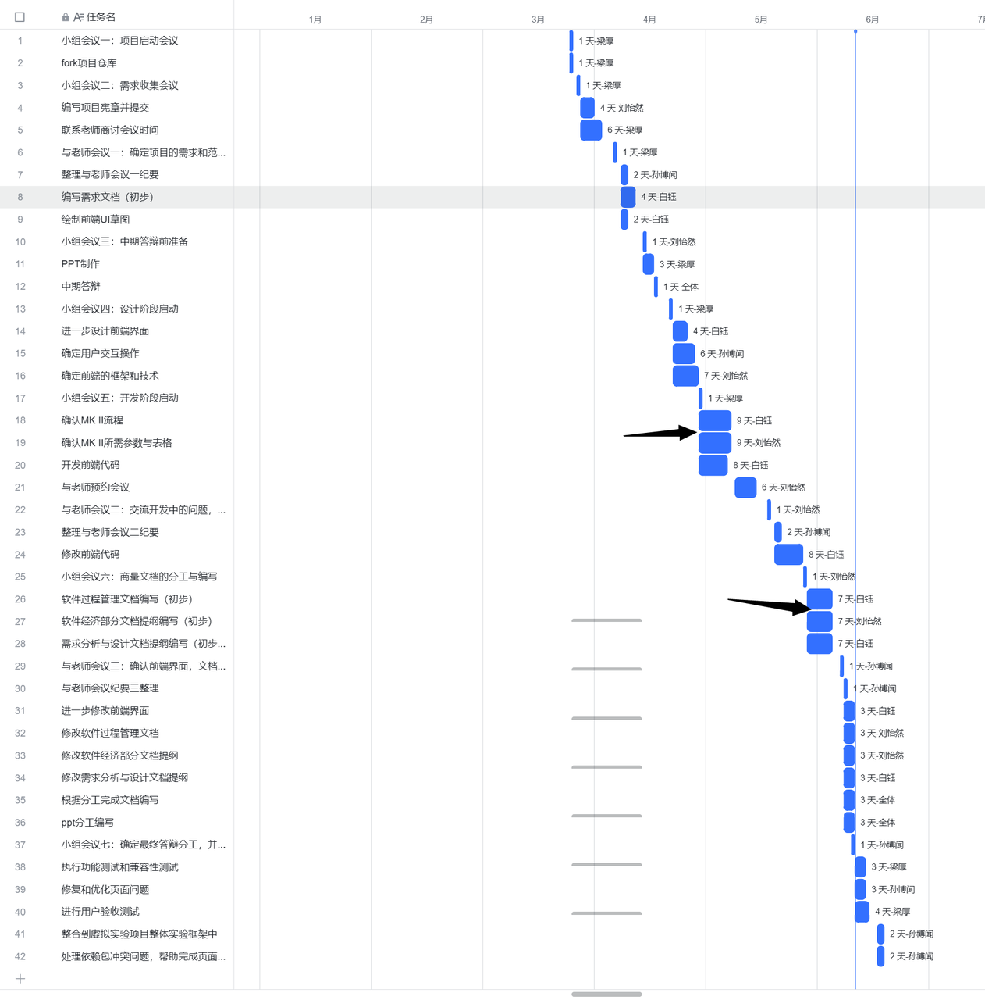 任务名 1月 2月 3月 4月 5月 6月
1 小组会议一：项目启动会议 1 天-梁厚
2 fork项目仓库 1 天-梁厚
3 小组会议二：需求收集会议 1 天-梁厚
4 编写项目宪章并提交 4 天-刘怡然
5 联系老师商讨会议时间 6 天-梁厚
6 与老师会议一：确定项目的需求和范... 1 天-梁厚
7 整理与老师会议一纪要 2 天-孙博闻
8 编写需求文档（初步） 4 天-白钰
9 绘制前端UI草图 2 天-白钰
10 小组会议三：中期答辩前准备 1 天-刘怡然
11 PPT制作 3 天-梁厚
12 中期答辩 1 天-全体
13 小组会议四：设计阶段启动 1 天-梁厚
14 进一步设计前端界面 4 天-白钰
15 确定用户交互操作 6 天-孙博闻
16 确定前端的框架和技术 7 天-刘怡然
17 小组会议五：开发阶段启动 1 天-梁厚
18 确认MK II流程 9 天-白钰
19 确认MK II所需参数与表格 9 天-刘怡然
20 开发前端代码 8 天-白钰
21 与老师预约会议 6 天-刘怡然
22 与老师会议二：交流开发中的问题，... 1 天-刘怡然
23 整理与老师会议二纪要 2 天-孙博闻
24 修改前端代码 8 天-白钰
25 小组会议六：商量文档的分工与编写 1 天-刘怡然
26 软件过程管理文档编写（初步） 7 天-白钰
27 软件经济部分文档提纲编写（初步） 7 天-刘怡然
28 需求分析与设计文档提纲编写（初步... 7 天-白钰
29 与老师会议三：确认前端界面，文档... 1 天-孙博闻
30 与老师会议纪要三整理 1 天-孙博闻
31 进一步修改前端界面 3 天-白钰
32 修改软件过程管理文档 3 天-刘怡然
33 修改软件经济部分文档提纲 3 天-刘怡然
34 修改需求分析与设计文档提纲 3 天-白钰
35 根据分工完成文档编写 3 天-全体
36 ppt分工编写 3 天-全体
37 小组会议七：确定最终答辩分工，并... 1 天-孙博闻
38 执行功能测试和兼容性测试 3 天-梁厚
39 修复和优化页面问题 3 天-孙博闻
40 进行用户验收测试 4 天-梁厚
41 整合到虚拟实验项目整体实验框架中 2 天-孙博闻
42 处理依赖包冲突问题，帮助完成页面... 2 天-孙博闻